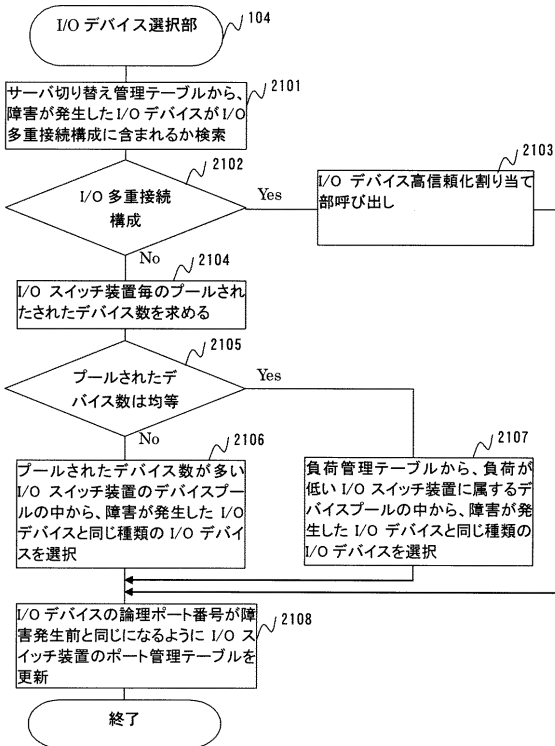 I/O デバイス選択部
104
サーバ切り替え管理テーブルから、
障害が発生したI/OデバイスがI/O
多重接続構成に含まれるか検索
2101
I/O 多重接続
構成
2102
Yes
No
I/O デバイス高信頼化割り当て
部呼び出し
2103
I/O スイッチ装置毎のプールされ
たされたデバイス数を求める
2104
プールされたデ
バイス数は均等
2105
Yes
No
プールされたデバイス数が多い
I/O スイッチ装置のデバイスプー
ルの中から、障害が発生した I/O
デバイスと同じ種類の I/O デバイ
スを選択
2106
負荷管理テーブルから、負荷が
低い I/O スイッチ装置に属するデ
バイスプールの中から、障害が発
生した I/O デバイスと同じ種類の
I/O デバイスを選択
2107
I/O デバイスの論理ポート番号が障
害発生前と同じになるように I/O ス
イッチ装置のポート管理テーブルを
更新
2108
終了